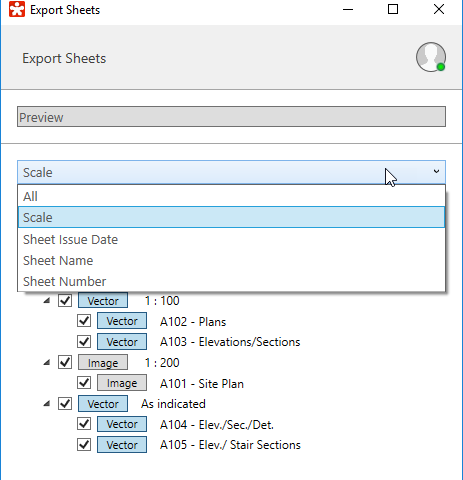 Export Sheets
Export Sheets
Preview
Scale
All
Scale
Sheet Issue Date
Sheet Name
Sheet Number
Vector 1 : 100
Vector A102 - Plans
Vector A103 - Elevations/Sections
Image 1 : 200
Image A101 - Site Plan
Vector As indicated
Vector A104 - Elev./Sec./Det.
Vector A105 - Elev./ Stair Sections